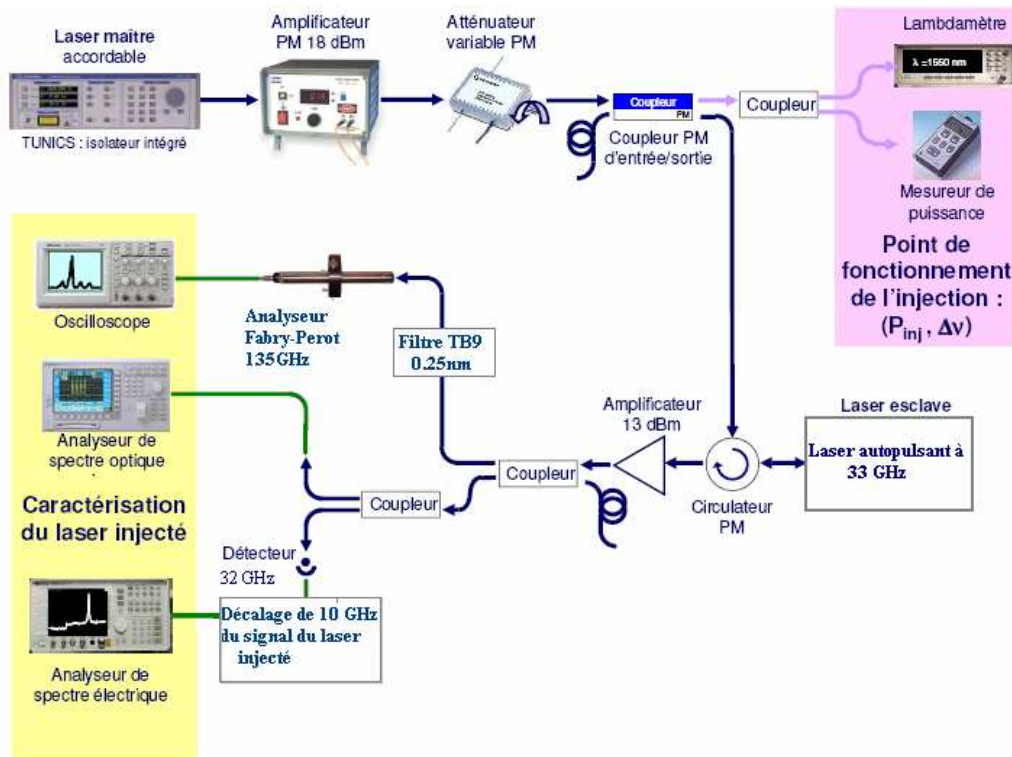 Laser maître
accordable
TUNICS : isolateur intégré
Amplificateur
PM 18 dBm
Atténuateur
variable PM
Coupleur
PM
Coupleur PM
d'entrée/sortie
Coupleur
Lambdamètre
λ =1550 nm
Mesureur de
puissance
Point de
fonctionnement
de l'injection :
(Pinj , Δν)
Oscilloscope
Analyseur
Fabry-Perot
135GHz
Filtre TB9
0.25nm
Analyseur de
spectre optique
Amplificateur
13 dBm
Laser esclave
Laser autopulsant à
33 GHz
Circulateur
PM
Coupleur
Coupleur
Caractérisation
du laser injecté
Détecteur
32 GHz
Décalage de 10 GHz
du signal du laser
injecté
Analyseur de
spectre électrique